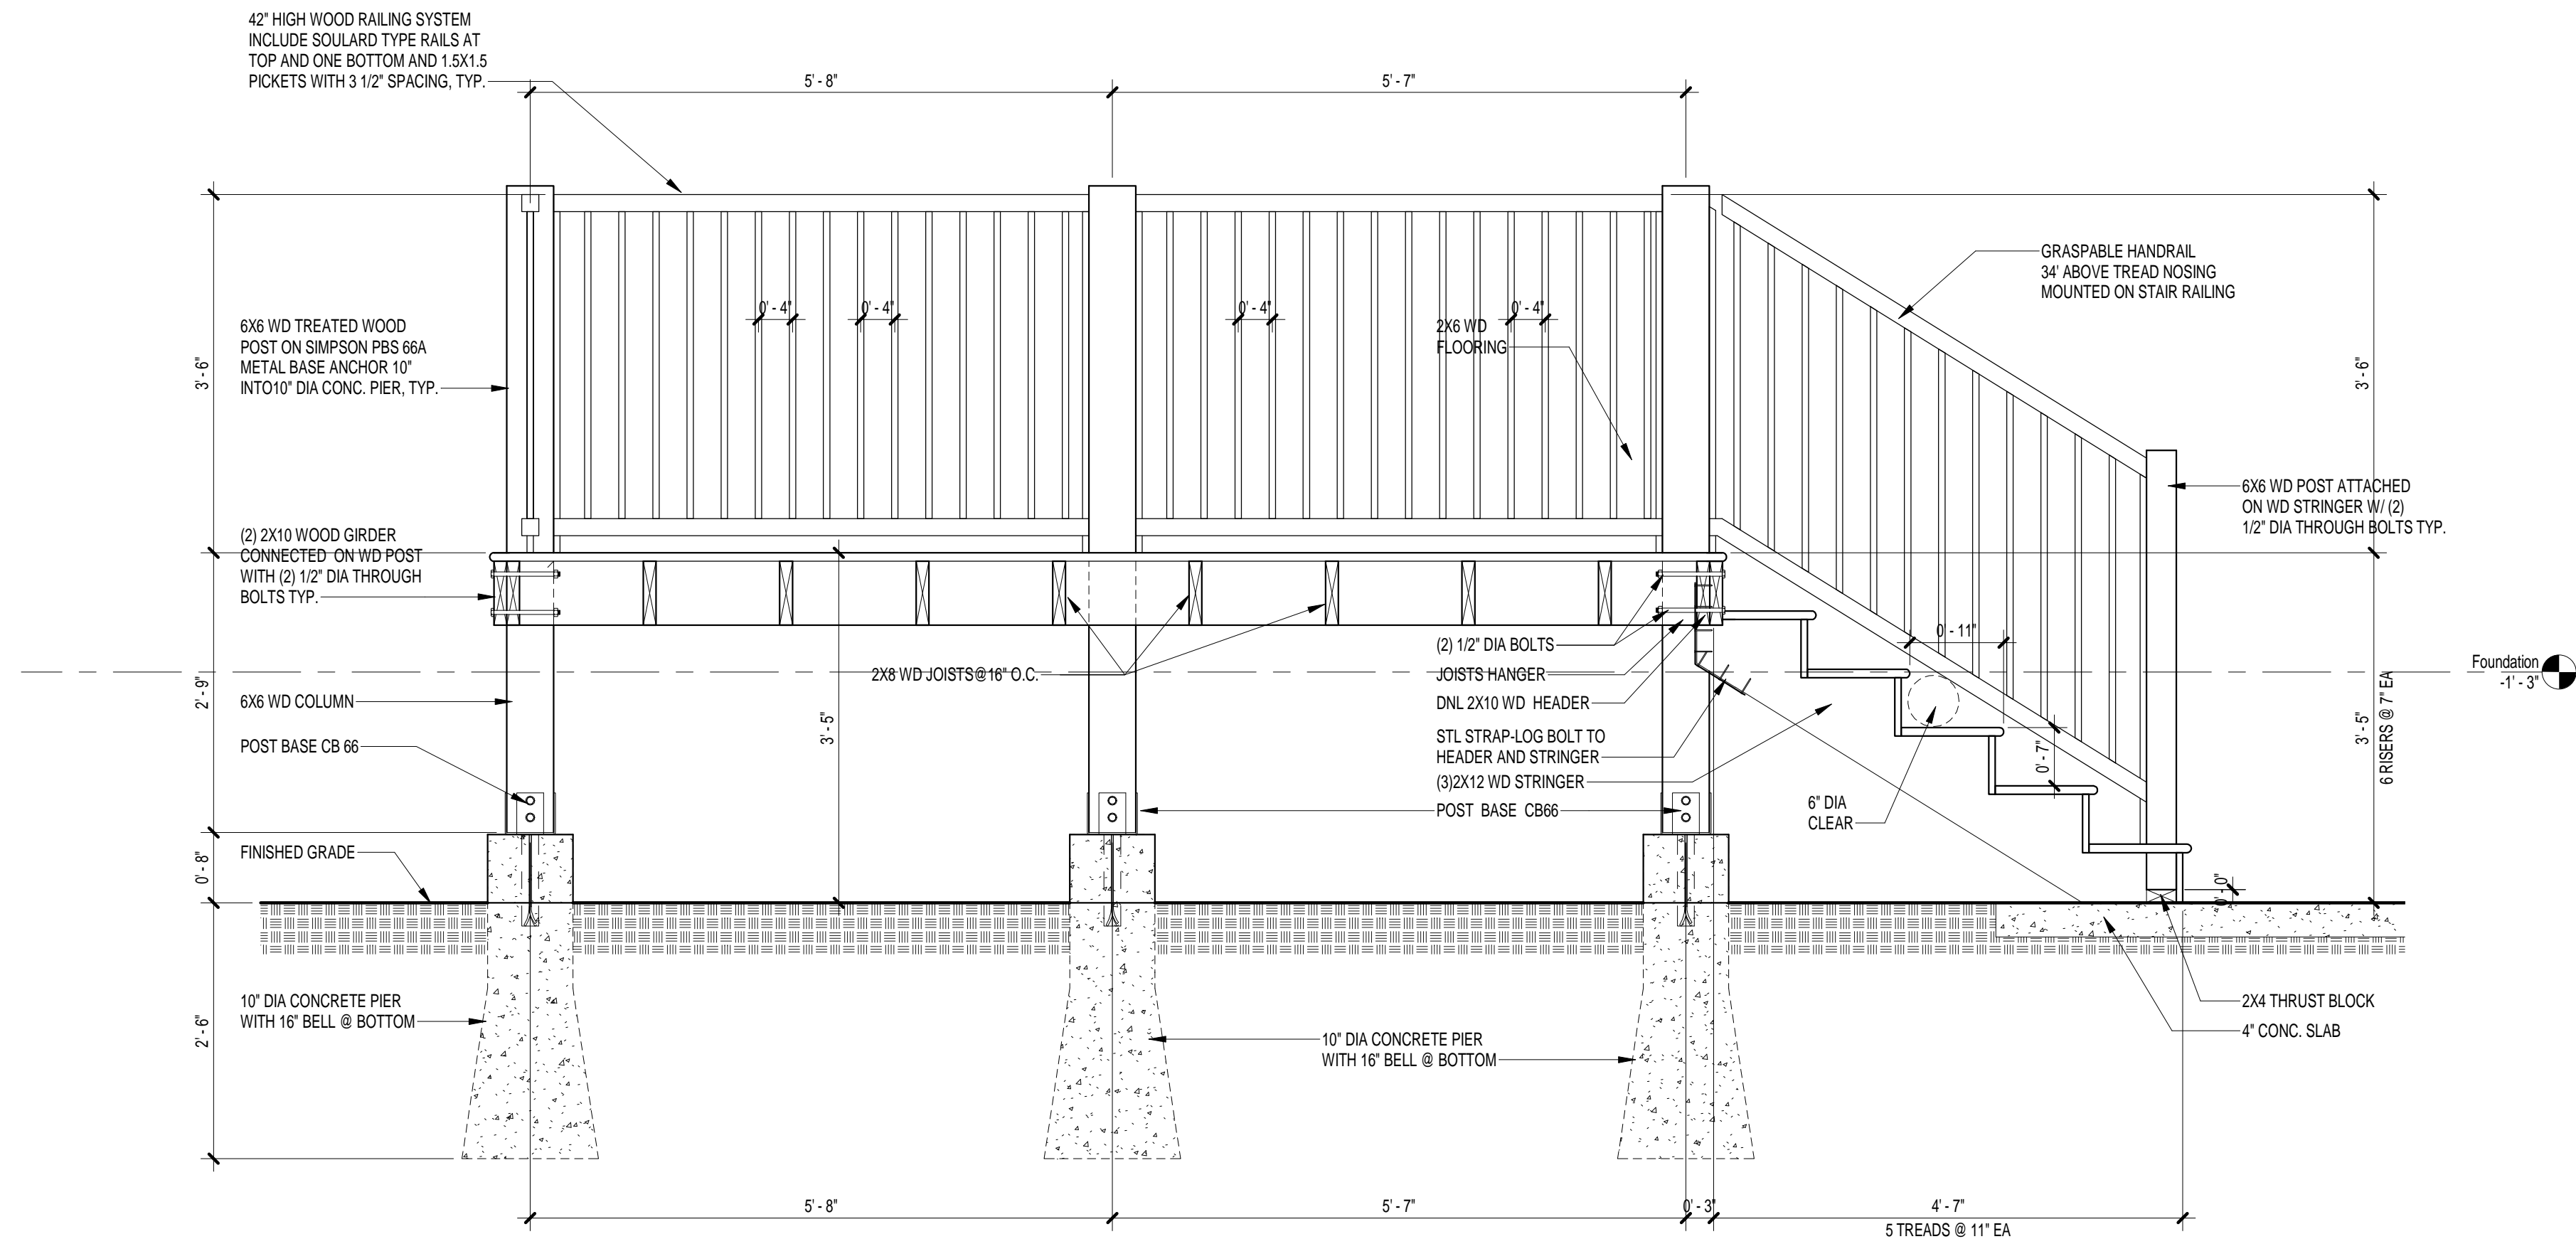 42" HIGH WOOD RAILING SYSTEM
INCLUDE SOULARD TYPE RAILS AT
TOP AND ONE BOTTOM AND 1.5X1.5
PICKETS WITH 3 1/2" SPACING, TYP.
5' - 8"
5' - 7"
GRASPABLE HANDRAIL
34' ABOVE TREAD NOSING
MOUNTED ON STAIR RAILING
0' - 4"
0' - 4"
0' - 4"
0' - 4"
2X6 WD
FLOORING
6X6 WD TREATED WOOD
POST ON SIMPSON PBS 66A
METAL BASE ANCHOR 10"
INTO10" DIA CONC. PIER, TYP.
3' - 6"
3' - 6"
6X6 WD POST ATTACHED
ON WD STRINGER W/ (2)
1/2" DIA THROUGH BOLTS TYP.
(2) 2X10 WOOD GIRDER
CONNECTED ON WD POST
WITH (2) 1/2" DIA THROUGH
BOLTS TYP.
0' - 11"
(2) 1/2" DIA BOLTS
2X8 WD JOISTS@16" O.C.
JOISTS HANGER
Foundation
-1' - 3"
2' - 9"
6X6 WD COLUMN
DNL 2X10 WD HEADER
3' - 5"
3' - 5"
6 RISERS @ 7" EA
POST BASE CB 66
STL STRAP-LOG BOLT TO
HEADER AND STRINGER
0' - 7"
(3)2X12 WD STRINGER
POST BASE CB66
6" DIA
CLEAR
0' - 8"
FINISHED GRADE
0' - 0"
10" DIA CONCRETE PIER
WITH 16" BELL @ BOTTOM
2' - 6"
2X4 THRUST BLOCK
4" CONC. SLAB
10" DIA CONCRETE PIER
WITH 16" BELL @ BOTTOM
5' - 8"
5' - 7"
0' - 3"
4' - 7"
5 TREADS @ 11" EA